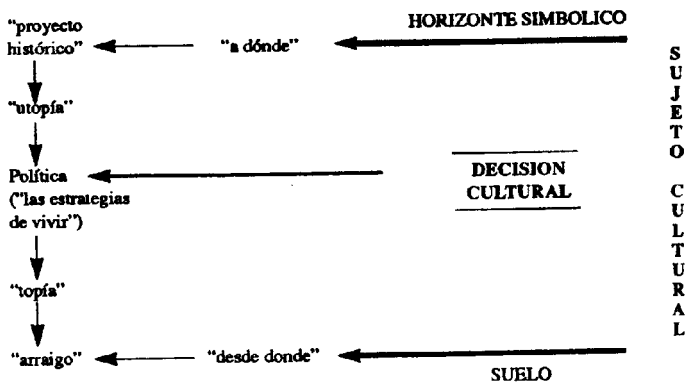 HORIZONTE SIMBOLICO
“proyecto
histórico”
“a dónde”
“utopía”
Política
("las estrategias
de vivir”)
DECISION
CULTURAL
“topía”
“arraigo”
“desde donde”
SUELO
SUJETO CULTURAL